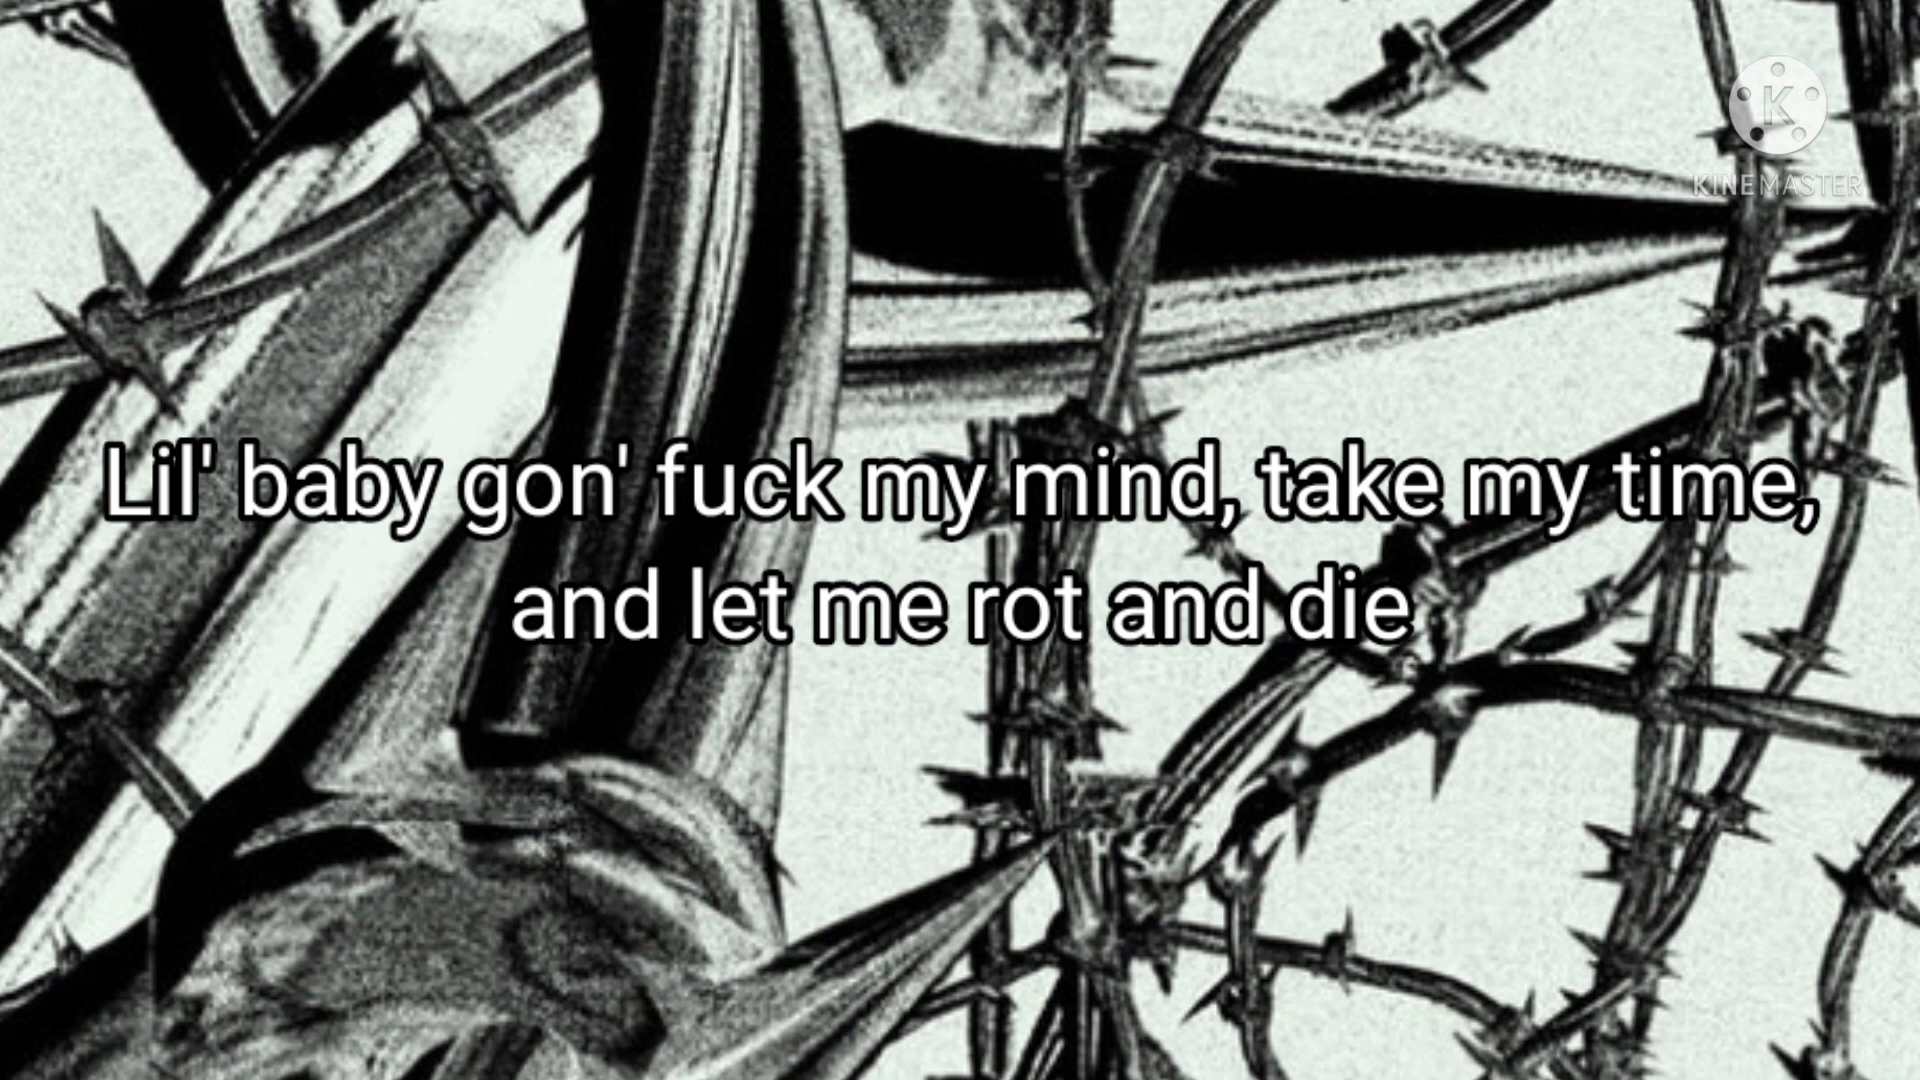 K
KINEMASTER
Lil' baby gon' fuck my mind, take my time,
and let me rot and die